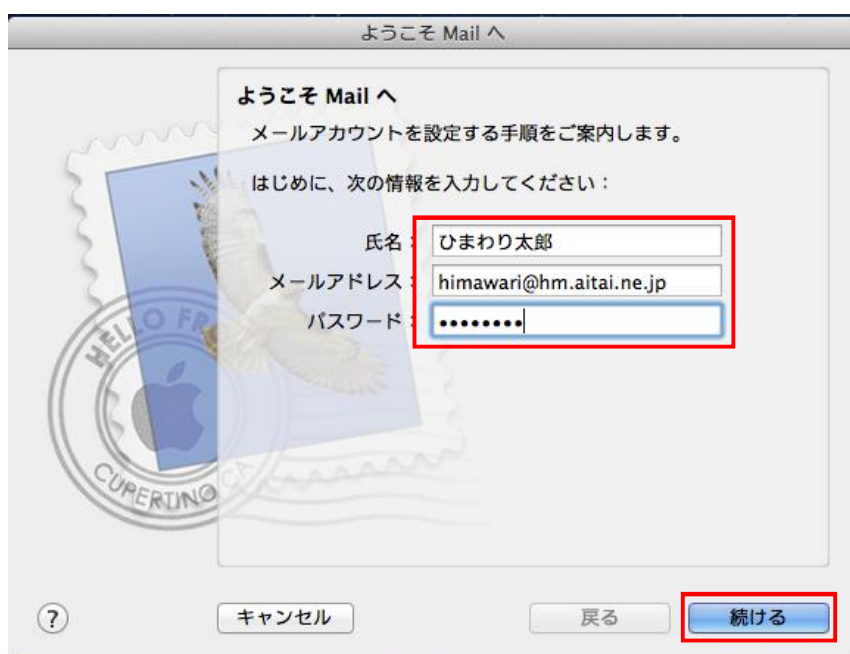 ようこそ Mail へ
ようこそ Mail へ
メールアカウントを設定する手順をご案内します。
はじめに、次の情報を入力してください：
氏名： ひまわり太郎
メールアドレス： himawari@hm.aitai.ne.jp
パスワード： ••••••••
HELLO FR
CUPERTINO CA
? キャンセル 戻る 続ける